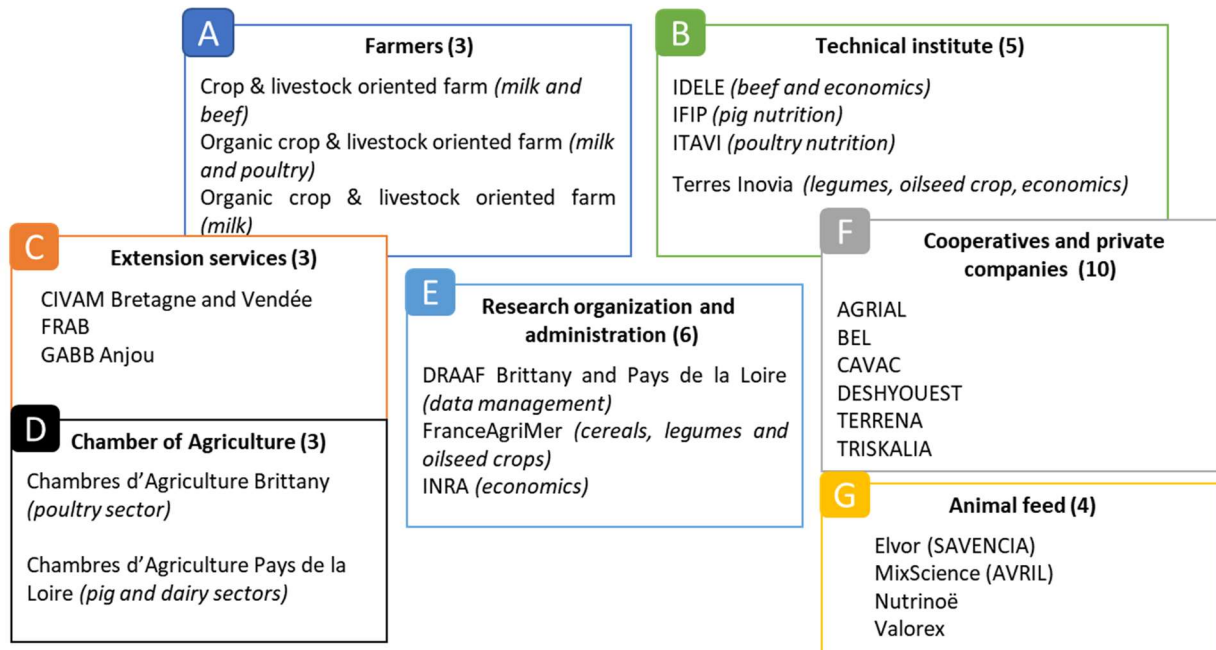 A
Farmers (3)
Crop & livestock oriented farm (milk and
beef)
Organic crop & livestock oriented farm (milk
and poultry)
Organic crop & livestock oriented farm
(milk)
B
Technical institute (5)
IDELE (beef and economics)
IFIP (pig nutrition)
ITAVI (poultry nutrition)
Terres Inovia (legumes, oilseed crop, economics)
C
Extension services (3)
CIVAM Bretagne and Vendée
FRAB
GABB Anjou
D
Chamber of Agriculture (3)
Chambres d’Agriculture Brittany
(poultry sector)
Chambres d’Agriculture Pays de la
Loire (pig and dairy sectors)
E
Research organization and
administration (6)
DRAAF Brittany and Pays de la Loire
(data management)
FranceAgriMer (cereals, legumes and
oilseed crops)
INRA (economics)
F
Cooperatives and private
companies (10)
AGRIAL
BEL
CAVAC
DESHYOUEST
TERRENA
TRISKALIA
G
Animal feed (4)
Elvor (SAVENCIA)
MixScience (AVRIL)
Nutrinoë
Valorex